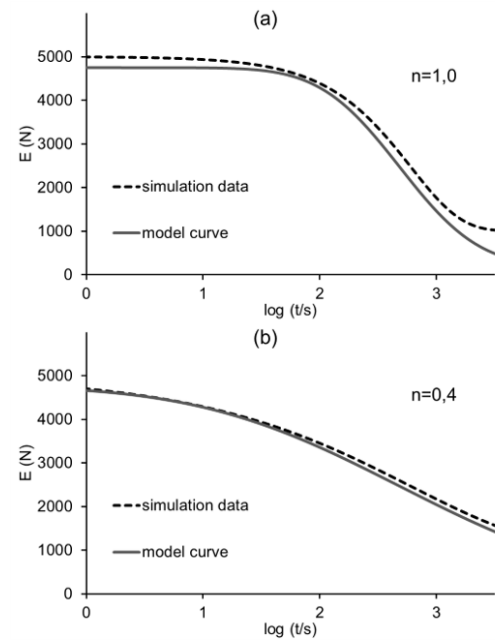 (a)
5000
4000
3000
2000
1000
0
E (N)
n=1,0
simulation data
model curve
0 1 2 3
log (t/s)
(b)
5000
4000
3000
2000
1000
0
E (N)
n=0,4
simulation data
model curve
0 1 2 3
log (t/s)